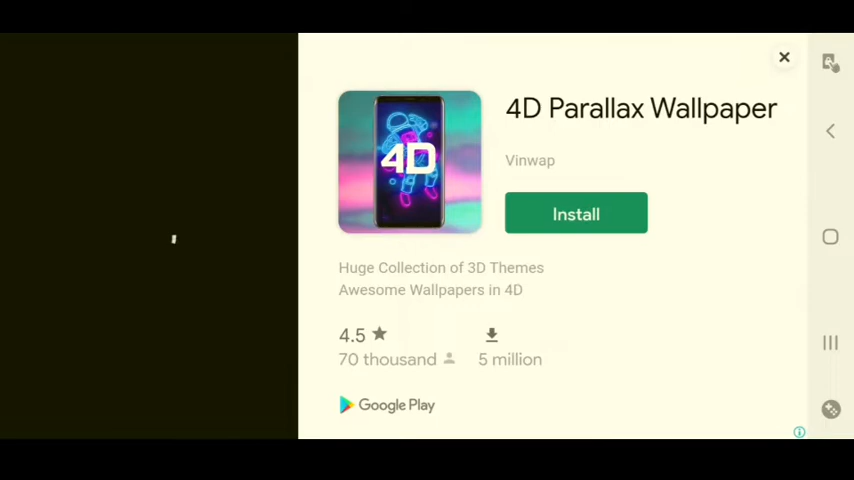 4D Parallax Wallpaper
4D
Vinwap
Install
Huge Collection of 3D Themes
Awesome Wallpapers in 4D
4.5
70 thousand
5 million
Google Play